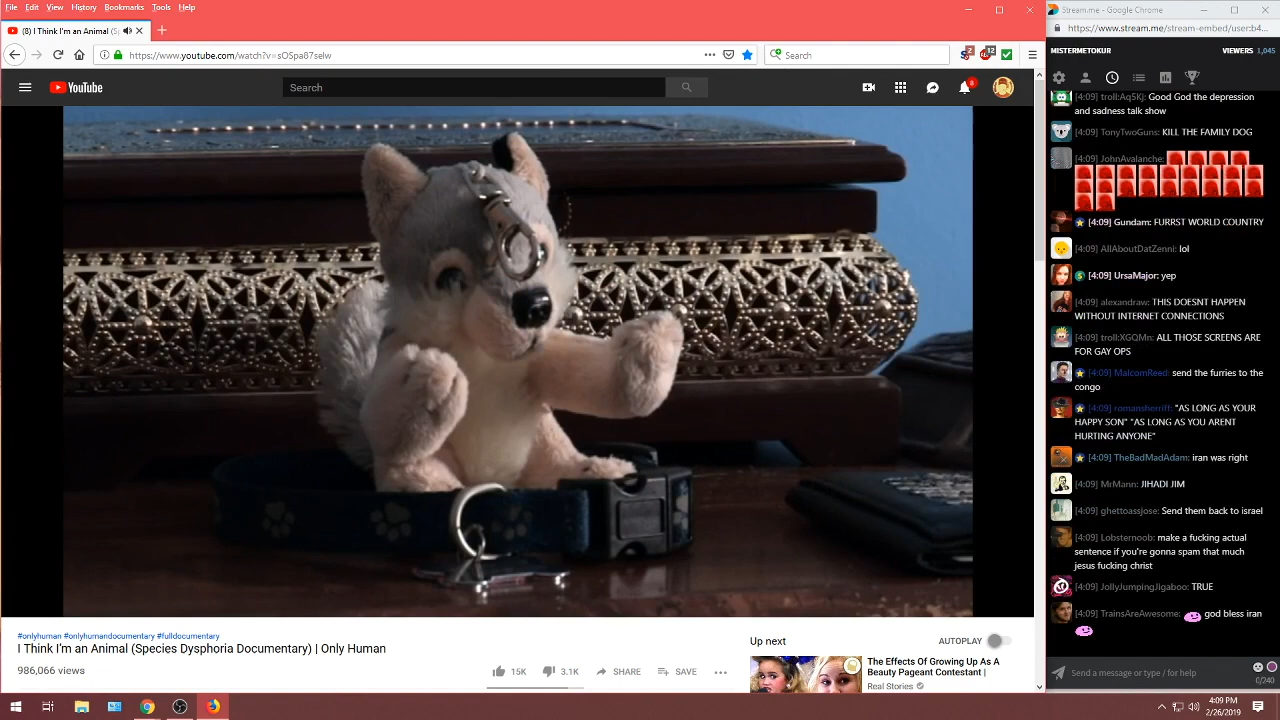 File Edit View History Bookmarks Tools Help
Stream.me - Google Chrome
(8) I Think I'm an Animal (S
https://www.youtube.com/watch?v=sOSpa87selw
Search
https://www.stream.me/stream-embed/user:b4...
MISTERMETOKUR VIEWERS 1,045
YouTube
Search
8
[4:09] troll:Aq5KJ: Good God the depression
and sadness talk show
[4:09] TonyTwoGuns: KILL THE FAMILY DOG
[4:09] JohnAvalanche:
[4:09] Gundam: FURRST WORLD COUNTRY
[4:09] AllAboutDatZenni: lol
[4:09] UrsaMajor: yep
[4:09] alexandraw: THIS DOESNT HAPPEN
WITHOUT INTERNET CONNECTIONS
[4:09] troll:XGQMn: ALL THOSE SCREENS ARE
FOR GAY OPS
[4:09] MalcomReed: send the furries to the
congo
[4:09] romansherriff: "AS LONG AS YOUR
HAPPY SON" "AS LONG AS YOU ARENT
HURTING ANYONE"
[4:09] TheBadMadAdam: iran was right
[4:09] MrMann: JIHADI JIM
[4:09] ghettoassjose: Send them back to israel
[4:09] Lobsternoob: make a fucking actual
sentence if you're gonna spam that much
jesus fucking christ
[4:09] JollyJumpingJigaboo: TRUE
[4:09] TrainsAreAwesome: god bless iran
Send a message or type / for help
0/240
#onlyhuman #onlyhumandocumentary #fulldocumentary
I Think I'm an Animal (Species Dysphoria Documentary) | Only Human
986,066 views
15K 3.1K SHARE SAVE
Up next AUTOPLAY
The Effects Of Growing Up As A
Beauty Pageant Contestant |
Real Stories
4:09 PM
2/26/2019